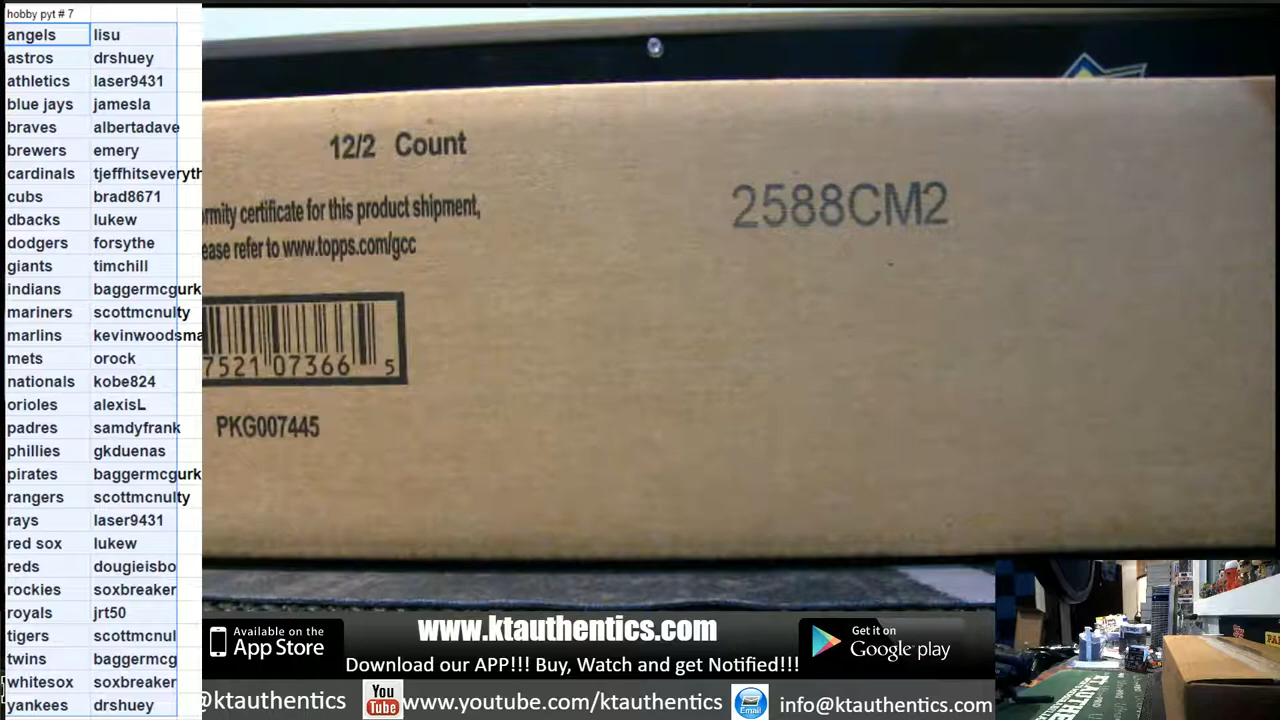 hobby pyt # 7
angels lisu
astros drshuey
athletics laser9431
blue jays jamesla
braves albertadave
brewers emery
cardinals tjeffhitseveryth
cubs brad8671
dbacks lukew
dodgers forsythe
giants timchill
indians baggermcgurk
mariners scottmcnulty
marlins kevinwoodsma
mets orock
nationals kobe824
orioles alexisL
padres samdyfrank
phillies gkduenas
pirates baggermcgurk
rangers scottmcnulty
rays laser9431
red sox lukew
reds dougieisbo
rockies soxbreaker
royals jrt50
tigers scottmcnul
twins baggermcg
whitesox soxbreaker
yankees drshuey
12/2 Count
rmity certificate for this product shipment,
ease refer to www.topps.com/gcc
7521 07366 5
PKG007445
2588CM2
Available on the
App Store
www.ktauthentics.com
Download our APP!!! Buy, Watch and get Notified!!!
Get it on
Google play
@ktauthentics
You
Tube
www.youtube.com/ktauthentics
Email
info@ktauthentics.com